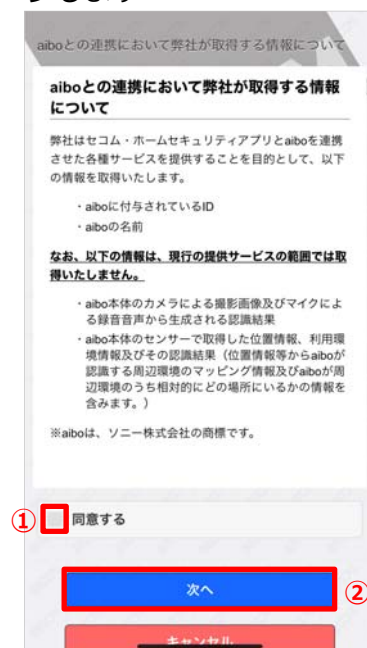 aiboとの連携において弊社が取得する情報について
aiboとの連携において弊社が取得する情報
について
弊社はセコム・ホームセキュリティアプリとaiboを連携
させた各種サービスを提供することを目的として、以下
の情報を取得いたします。
・aiboに付与されているID
・aiboの名前
なお、以下の情報は、現行の提供サービスの範囲では取
得いたしません。
・aibo本体のカメラによる撮影画像及びマイクによ
る録音音声から生成される認識結果
・aibo本体のセンサーで取得した位置情報、利用環
境情報及びその認識結果（位置情報等からaiboが
認識する周辺環境のマッピング情報及びaiboが周
辺環境のうち相対的にどの場所にいるかの情報を
含みます。）
※aiboは、ソニー株式会社の商標です。
① 同意する
次へ ②
キャンセル